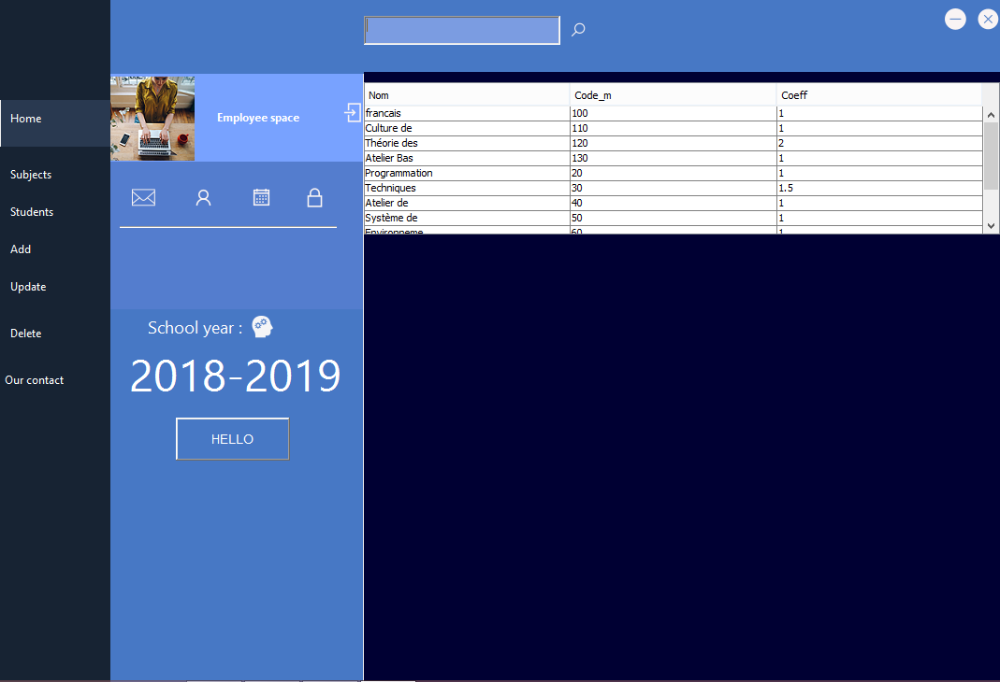 Home
Subjects
Students
Add
Update
Delete
Our contact
Employee space
School year :
2018-2019
HELLO
Nom Code_m Coeff
francais 100 1
Culture de 110 1
Théorie des 120 2
Atelier Bas 130 1
Programmation 20 1
Techniques 30 1.5
Atelier de 40 1
Système de 50 1
Environneme 60 1